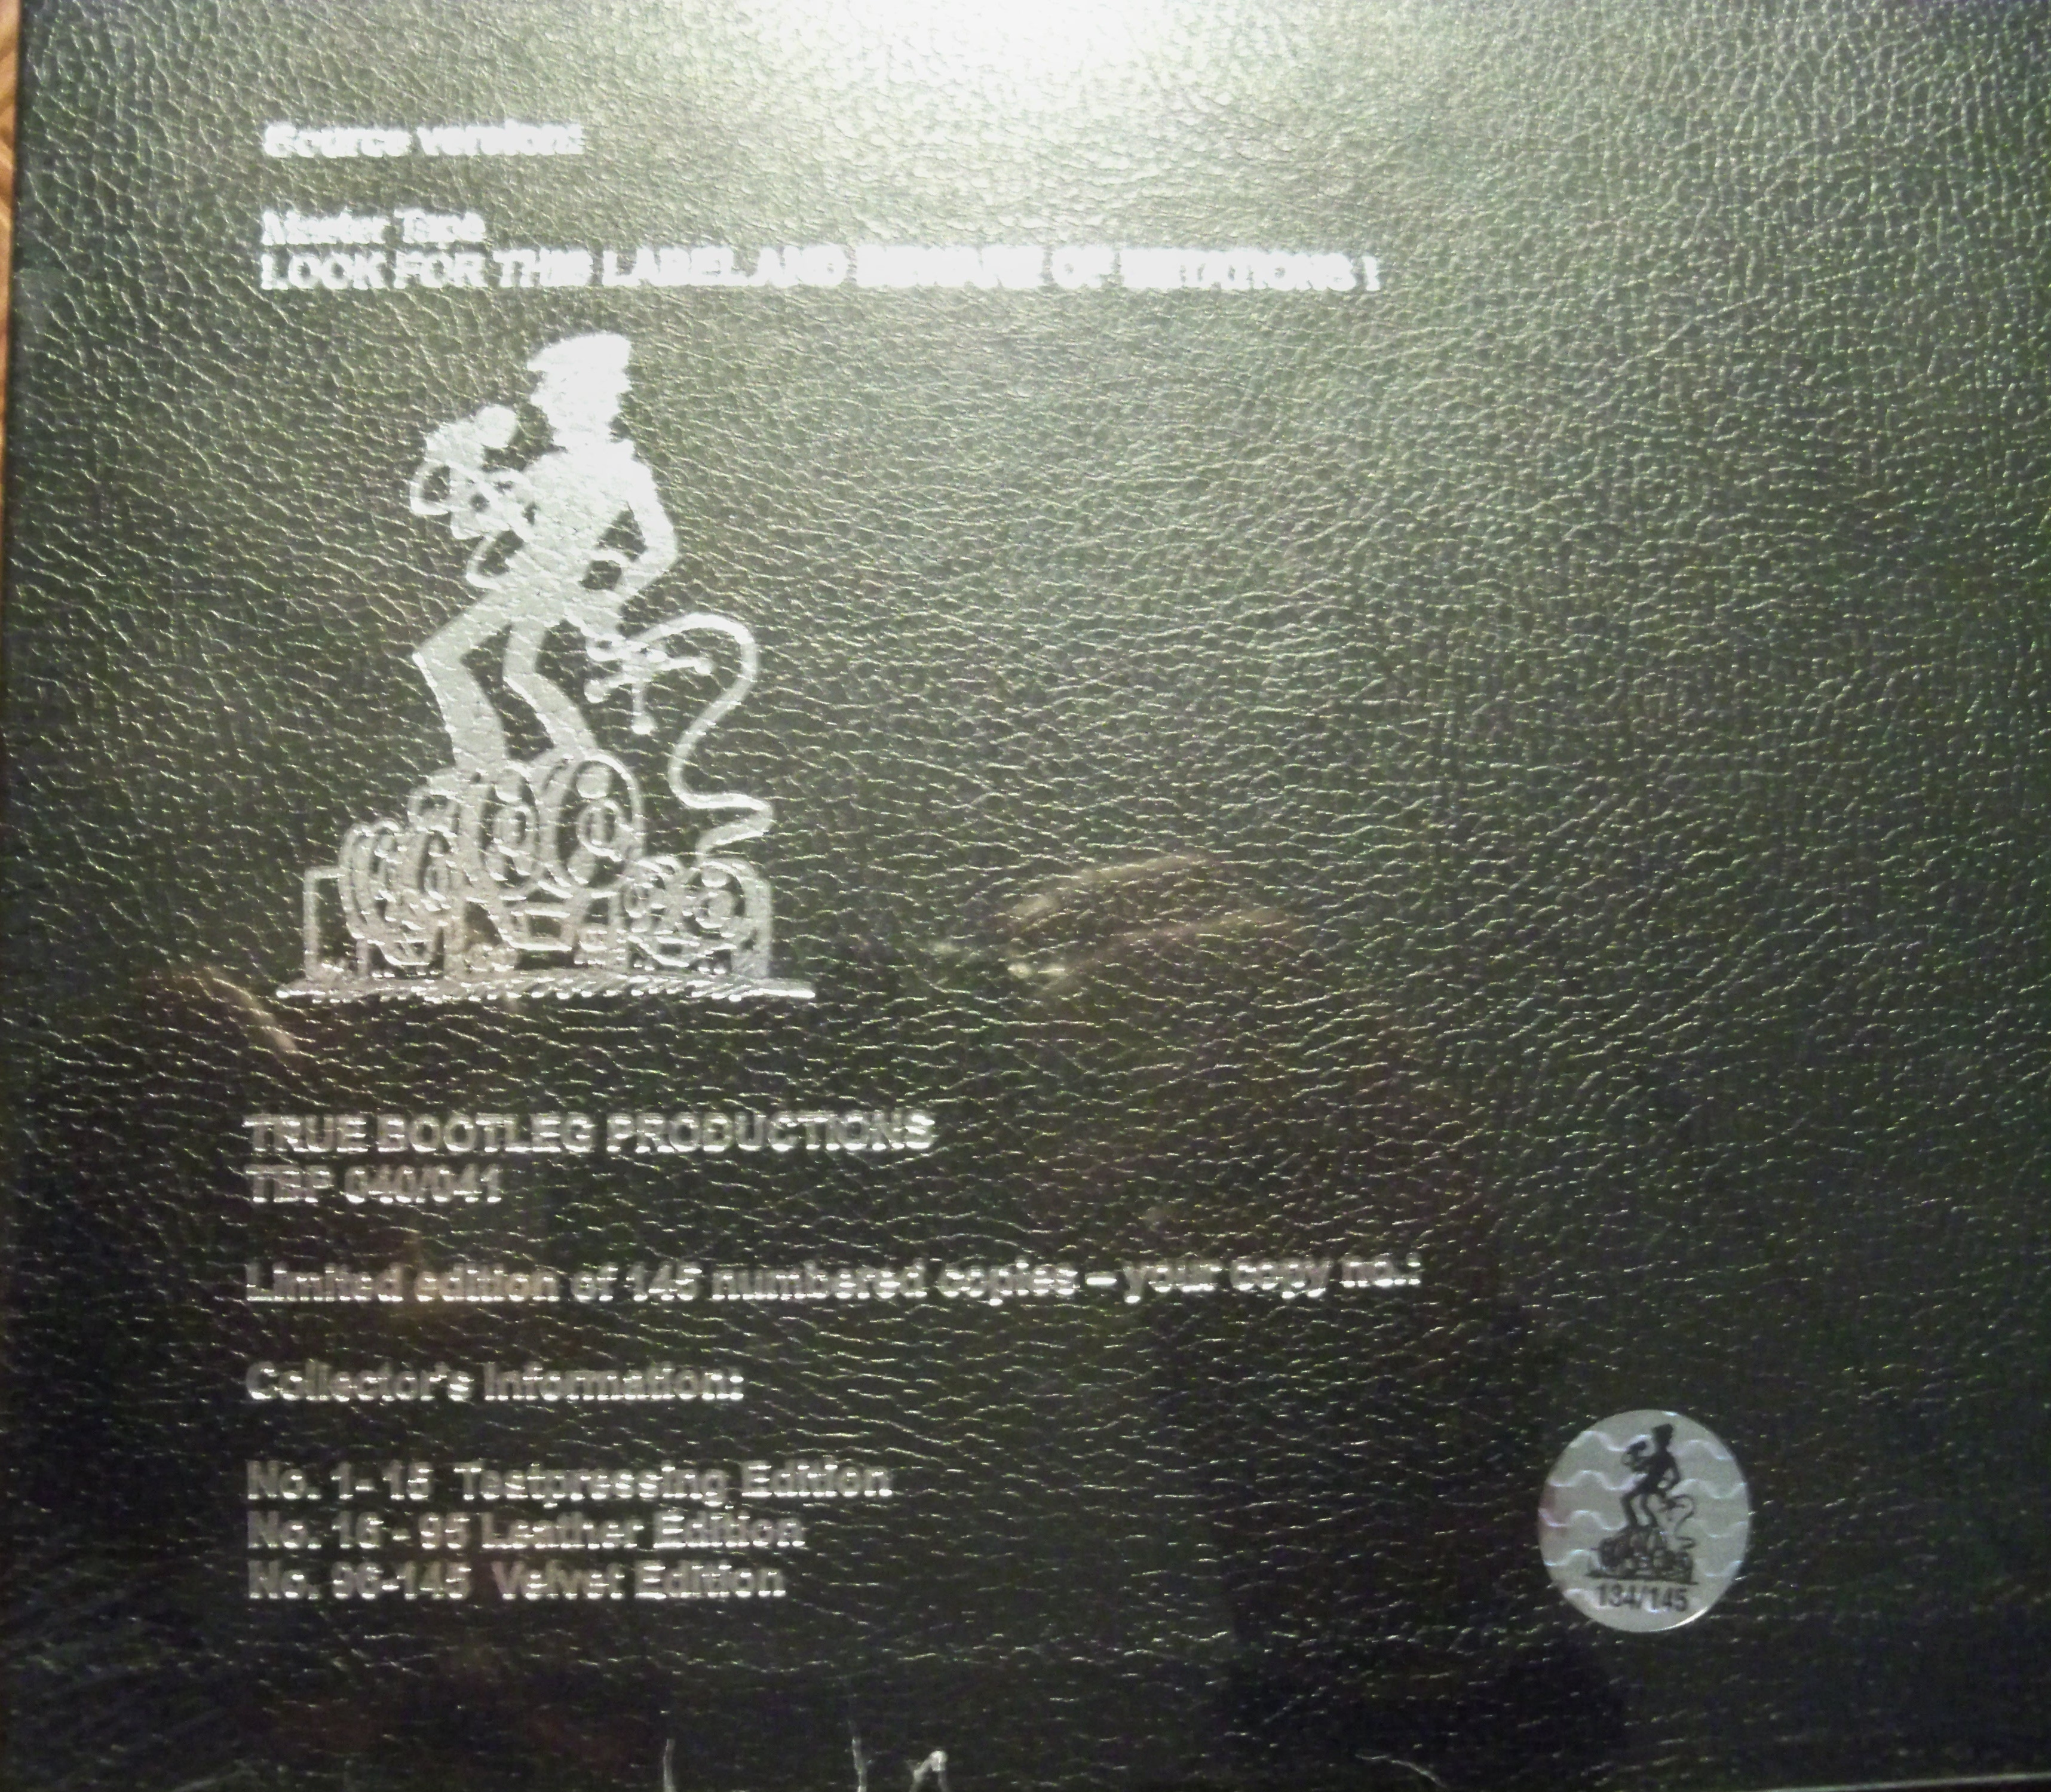 Source version:
Master Tape
LOOK FOR THIS LABEL AND BEWARE OF IMITATIONS !
TRUE BOOTLEG PRODUCTIONS
TBP 040/041
Limited edition of 145 numbered copies – your copy no.:
Collector's Information:
No. 1- 15 Testpressing Edition
No. 16 - 95 Leather Edition
No. 96-145 Velvet Edition
134/145